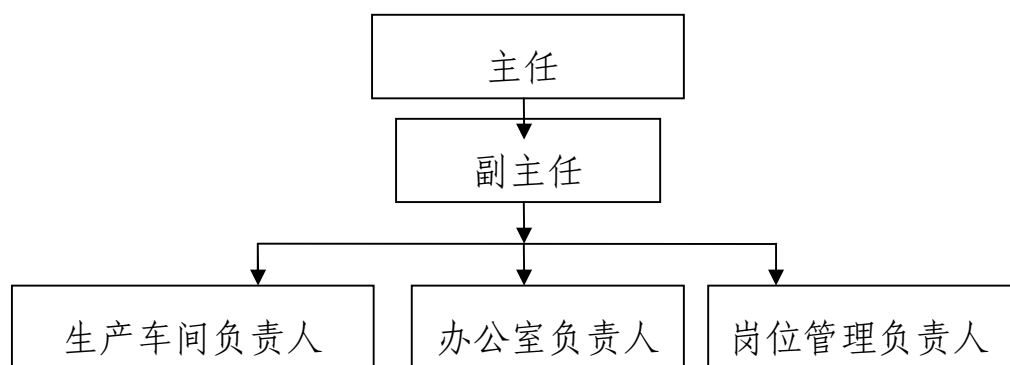 主任
副主任
生产车间负责人
办公室负责人
岗位管理负责人